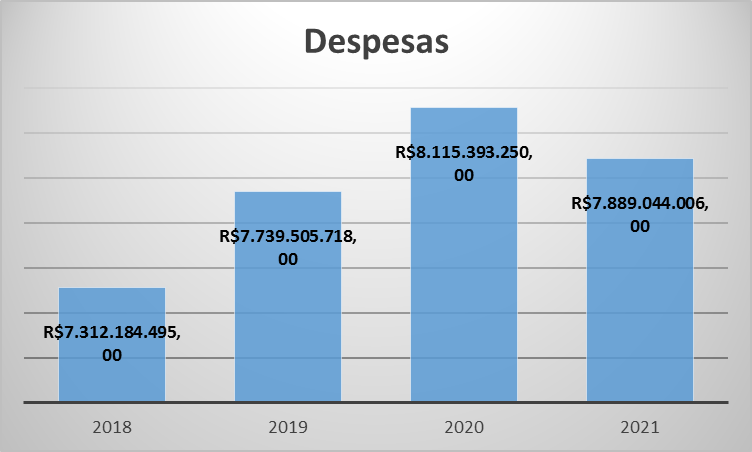 Despesas
R$8.115.393.250,
00
R$7.889.044.006,
00
R$7.739.505.718,
00
R$7.312.184.495,
00
2018
2019
2020
2021